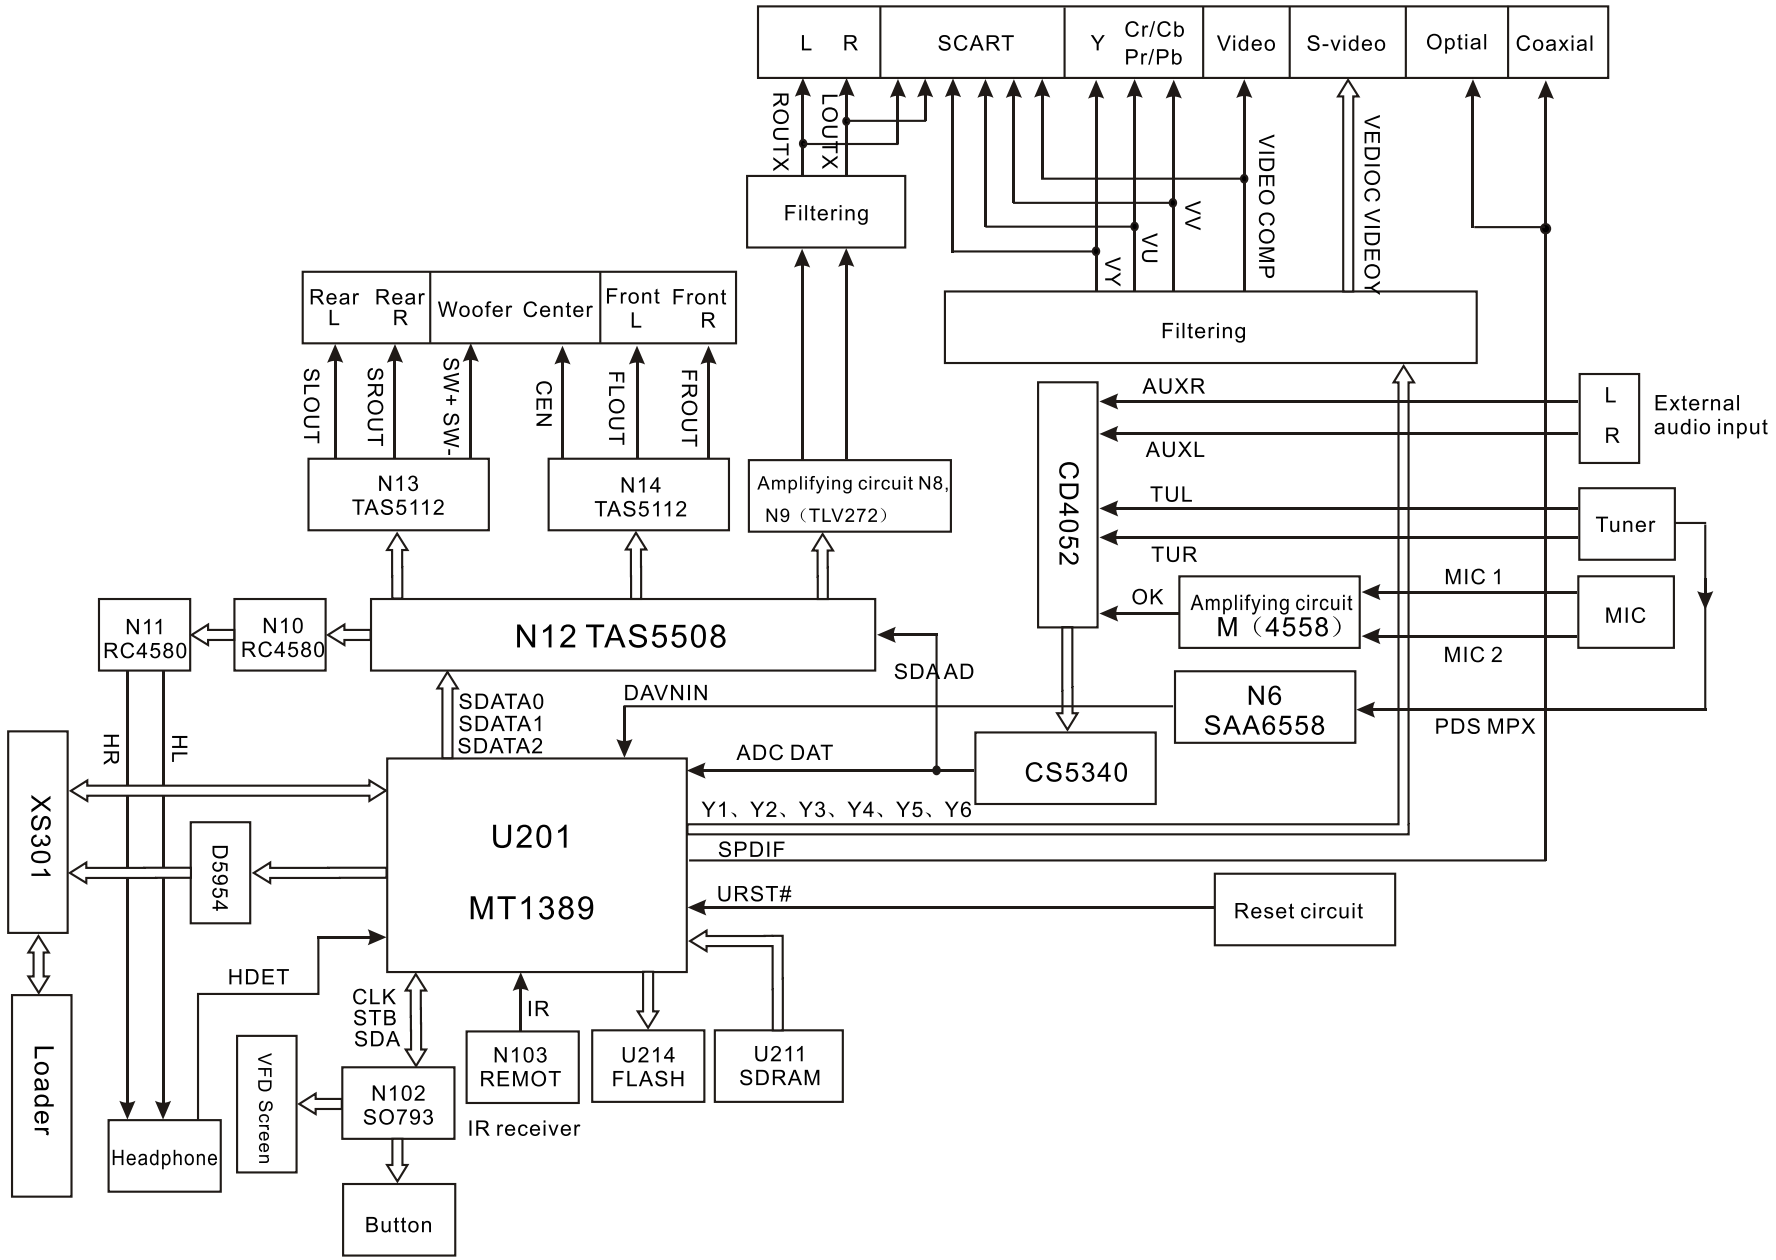 L R
SCART
Y
Cr/Cb
Pr/Pb
Video
S-video
Optial
Coaxial
ROUTX
LOUTX
VY
VU
VV
VIDEO COMP
VEDIOC VIDEOY
Filtering
Filtering
Rear
L
Rear
R
Woofer Center
Front
L
Front
R
SLOUT
SROUT
SW+ SW-
CEN
FLOUT
FROUT
N13
TAS5112
N14
TAS5112
Amplifying circuit N8,
N9（TLV272）
CD4052
AUXR
AUXL
L
R
External
audio input
TUL
TUR
Tuner
OK
Amplifying circuit
M（4558）
MIC 1
MIC 2
MIC
N11
RC4580
N10
RC4580
N12 TAS5508
SDAAD
SDATA0
SDATA1
SDATA2
DAVNIN
N6
SAA6558
PDS MPX
HR
HL
ADC DAT
CS5340
XS301
D5954
U201
MT1389
Y1、Y2、Y3、Y4、Y5、Y6
SPDIF
URST#
Reset circuit
HDET
CLK
STB
SDA
IR
Loader
VFD Screen
N102
SO793
N103
REMOT
U214
FLASH
U211
SDRAM
IR receiver
Headphone
Button